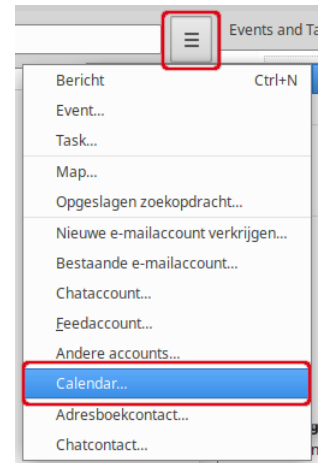 Events and Ta
Bericht Ctrl+N
Event...
Task...
Map...
Opgeslagen zoekopdracht...
Nieuwe e-mailaccount verkrijgen...
Bestaande e-mailaccount...
Chataccount...
Feedaccount...
Andere accounts...
Calendar...
Adresboekcontact...
Chatcontact...